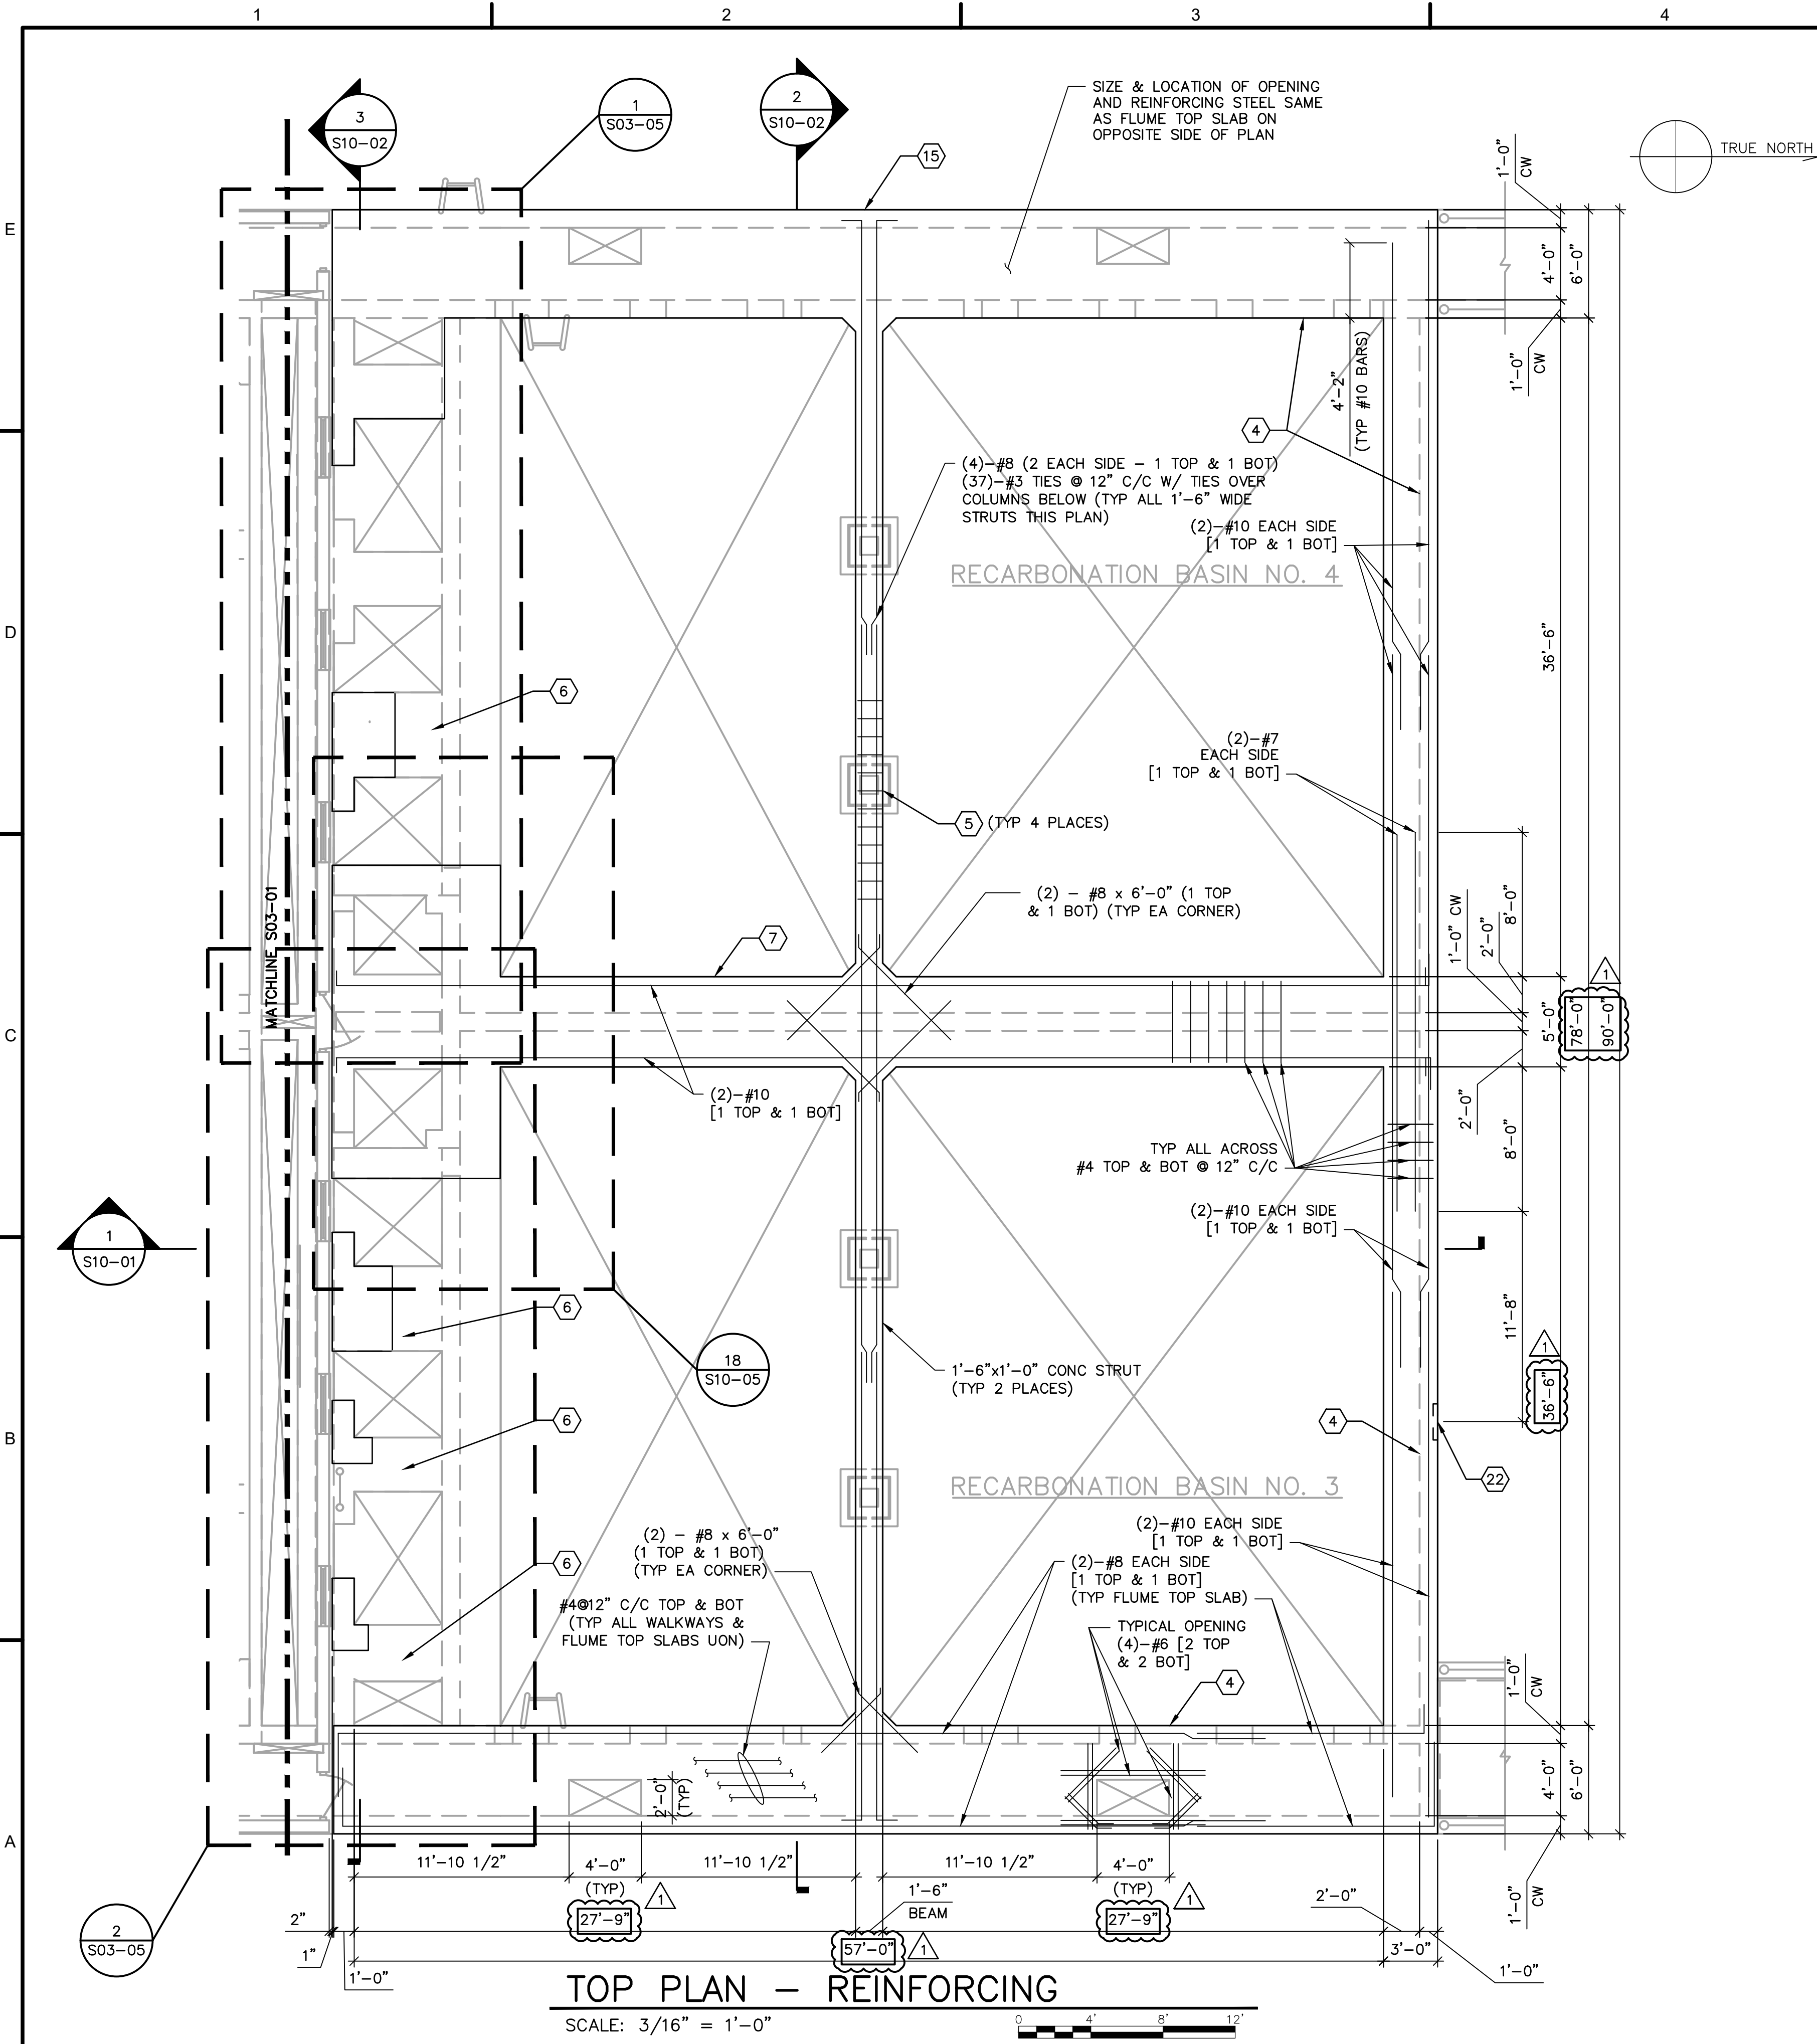 1
2
3
4
E
D
C
B
A
3
S10-02
1
S03-05
2
S10-02
SIZE & LOCATION OF OPENING
AND REINFORCING STEEL SAME
AS FLUME TOP SLAB ON
OPPOSITE SIDE OF PLAN
TRUE NORTH
15
1'-0"
CW
4'-0"
6'-0"
1'-0"
CW
4'-2"
(TYP #10 BARS)
4
(4)-#8 (2 EACH SIDE - 1 TOP & 1 BOT)
(37)-#3 TIES @ 12" C/C W/ TIES OVER
COLUMNS BELOW (TYP ALL 1'-6" WIDE
STRUTS THIS PLAN)
(2)-#10 EACH SIDE
[1 TOP & 1 BOT]
RECARBONATION BASIN NO. 4
36'-6"
6
(2)-#7
EACH SIDE
[1 TOP & 1 BOT]
5
(TYP 4 PLACES)
MATCHLINE S03-01
(2) - #8 x 6'-0" (1 TOP
& 1 BOT) (TYP EA CORNER)
7
1'-0" CW
2'-0"
8'-0"
1
5'-0"
78'-0"
90'-0"
(2)-#10
[1 TOP & 1 BOT]
2'-0"
8'-0"
TYP ALL ACROSS
#4 TOP & BOT @ 12" C/C
1
S10-01
(2)-#10 EACH SIDE
[1 TOP & 1 BOT]
6
11'-8"
1
36'-6"
18
S10-05
1'-6"x1'-0" CONC STRUT
(TYP 2 PLACES)
6
4
22
RECARBONATION BASIN NO. 3
(2) - #8 x 6'-0"
(1 TOP & 1 BOT)
(TYP EA CORNER)
6
(2)-#10 EACH SIDE
[1 TOP & 1 BOT]
(2)-#8 EACH SIDE
[1 TOP & 1 BOT]
(TYP FLUME TOP SLAB)
#4@12" C/C TOP & BOT
(TYP ALL WALKWAYS &
FLUME TOP SLABS UON)
TYPICAL OPENING
(4)-#6 [2 TOP
& 2 BOT]
4
1'-0"
CW
2'-0"
(TYP)
4'-0"
6'-0"
1'-0"
CW
11'-10 1/2"
4'-0"
(TYP)
11'-10 1/2"
11'-10 1/2"
4'-0"
(TYP)
2
S03-05
2"
1"
1'-0"
27'-9"
1
1'-6"
BEAM
27'-9"
1
2'-0"
57'-0"
1
3'-0"
1'-0"
TOP PLAN - REINFORCING
SCALE: 3/16" = 1'-0"
0
4'
8'
12'